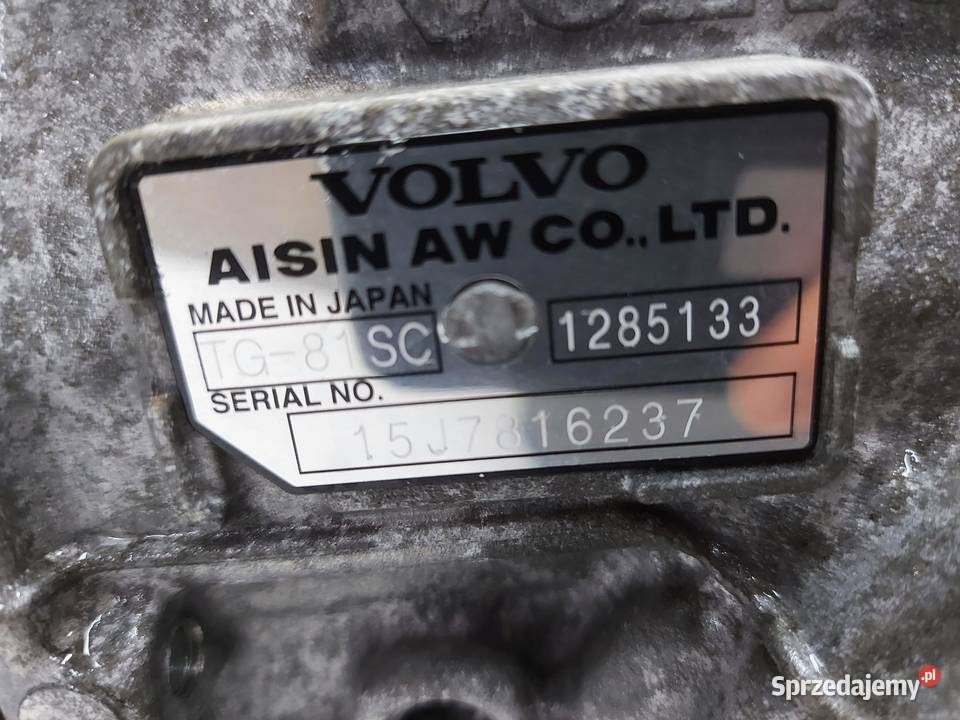 VOLVO
AISIN AW CO., LTD.
MADE IN JAPAN
TG-81SC 1285133
SERIAL NO.
15J7816237
Sprzedajemy.pl